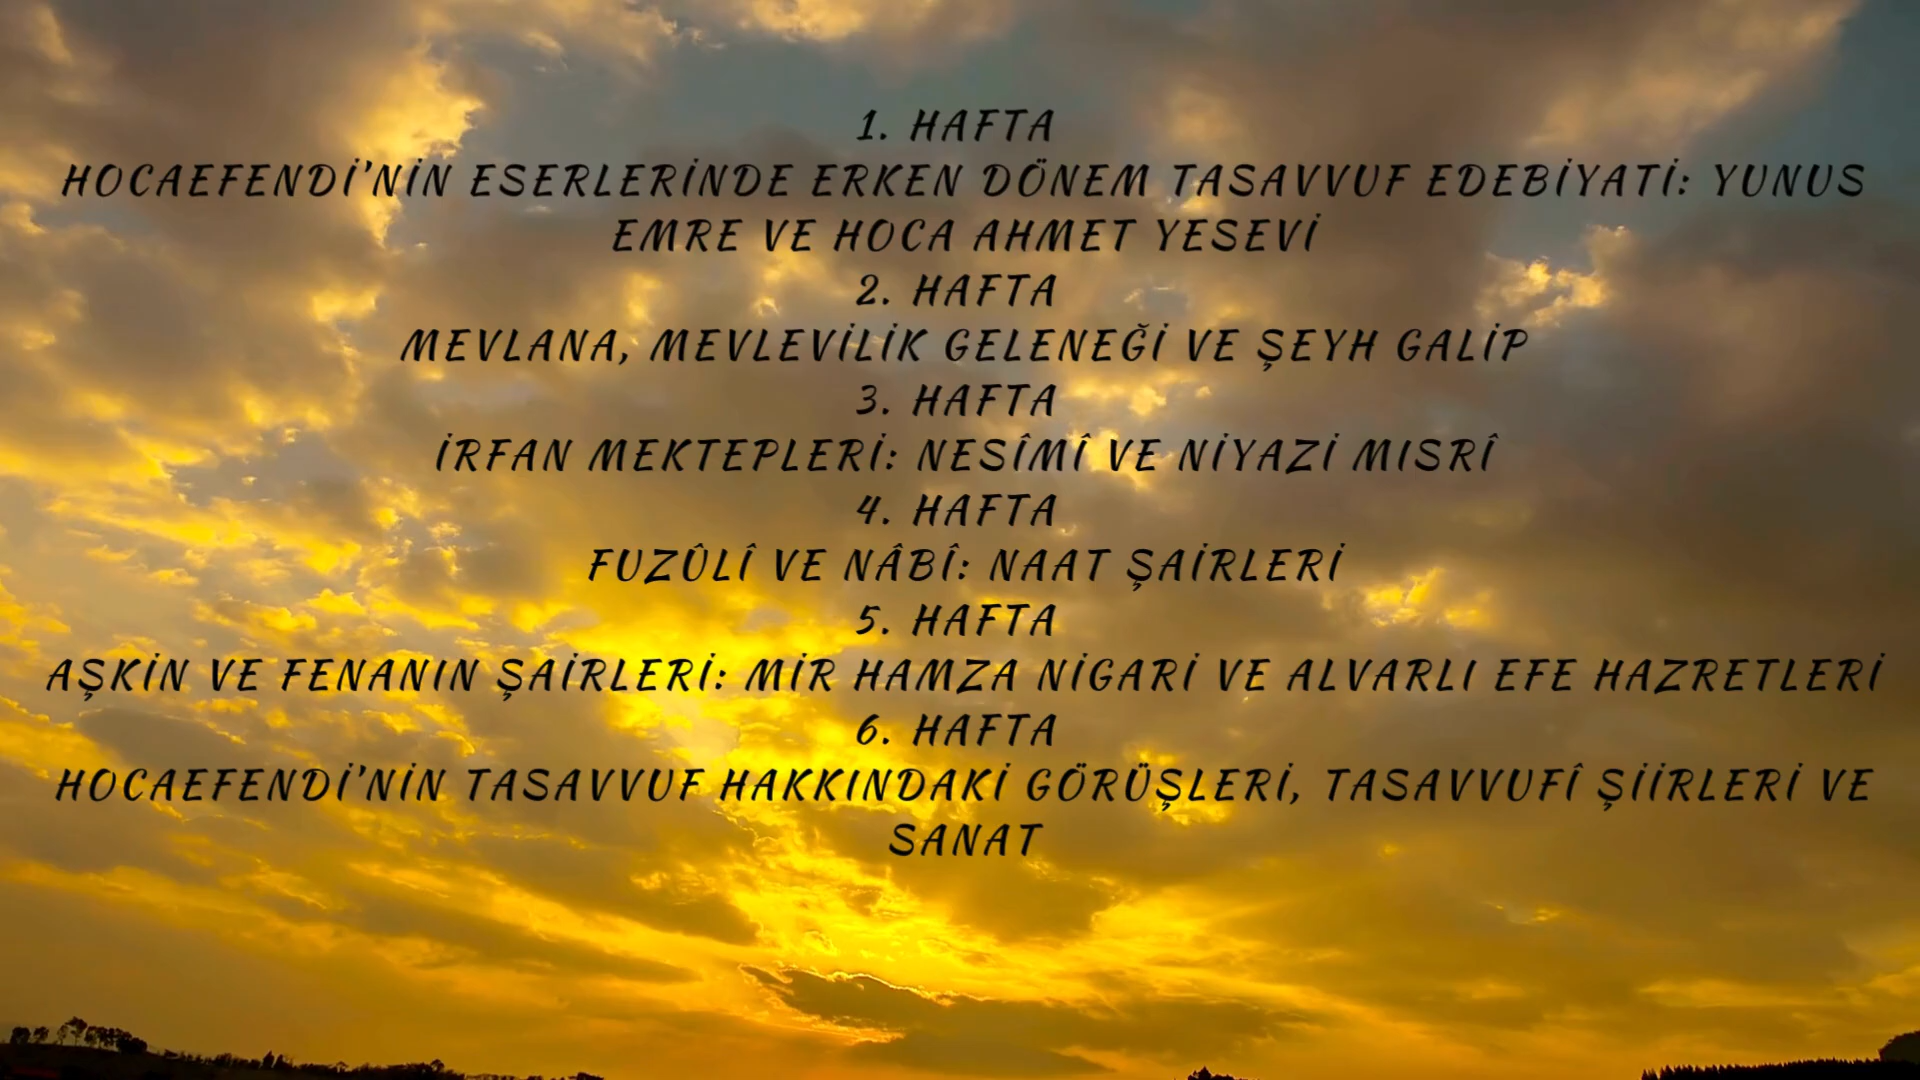 1. HAFTA
HOCAEFENDİ'NİN ESERLERİNDE ERKEN DÖNEM TASAVVUF EDEBİYATİ: YUNUS
EMRE VE HOCA AHMET YESEVİ
2. HAFTA
MEVLANA, MEVLEVİLİK GELENEĞİ VE ŞEYH GALİP
3. HAFTA
İRFAN MEKTEPLERİ: NESÎMÎ VE NİYAZİ MISRÎ
4. HAFTA
FUZÛLÎ VE NÂBÎ: NAAT ŞAİRLERİ
5. HAFTA
AŞKİN VE FENANIN ŞAİRLERİ: MİR HAMZA NİGARİ VE ALVARLI EFE HAZRETLERİ
6. HAFTA
HOCAEFENDİ'NİN TASAVVUF HAKKINDAKİ GÖRÜŞLERİ, TASAVVUFÎ ŞİİRLERİ VE
SANAT